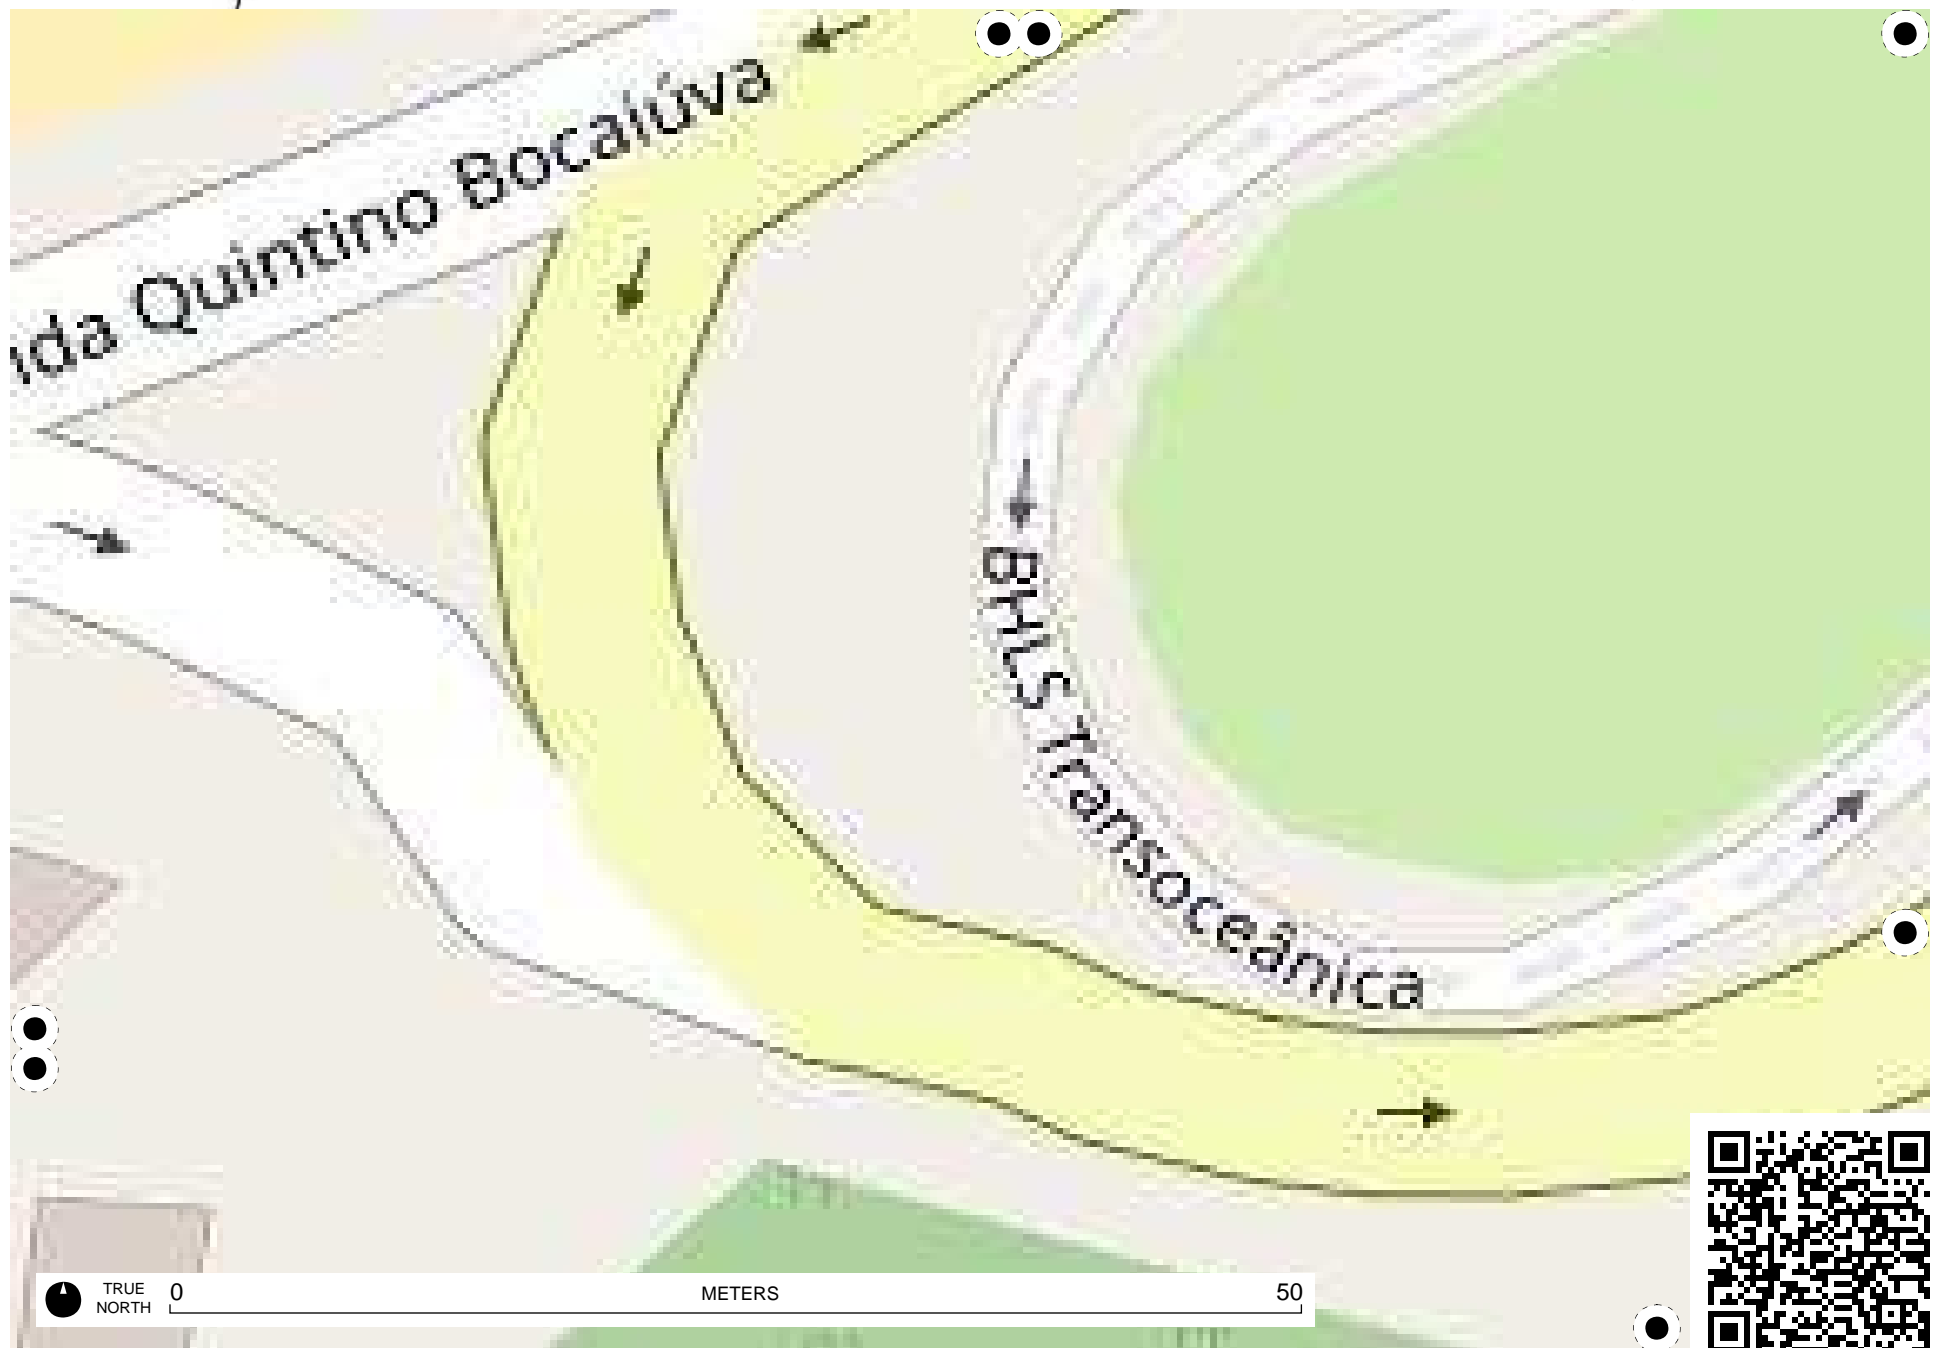 ida Quintino Bocaiúva
BHLS Transoceânica
TRUE NORTH
0
METERS
50